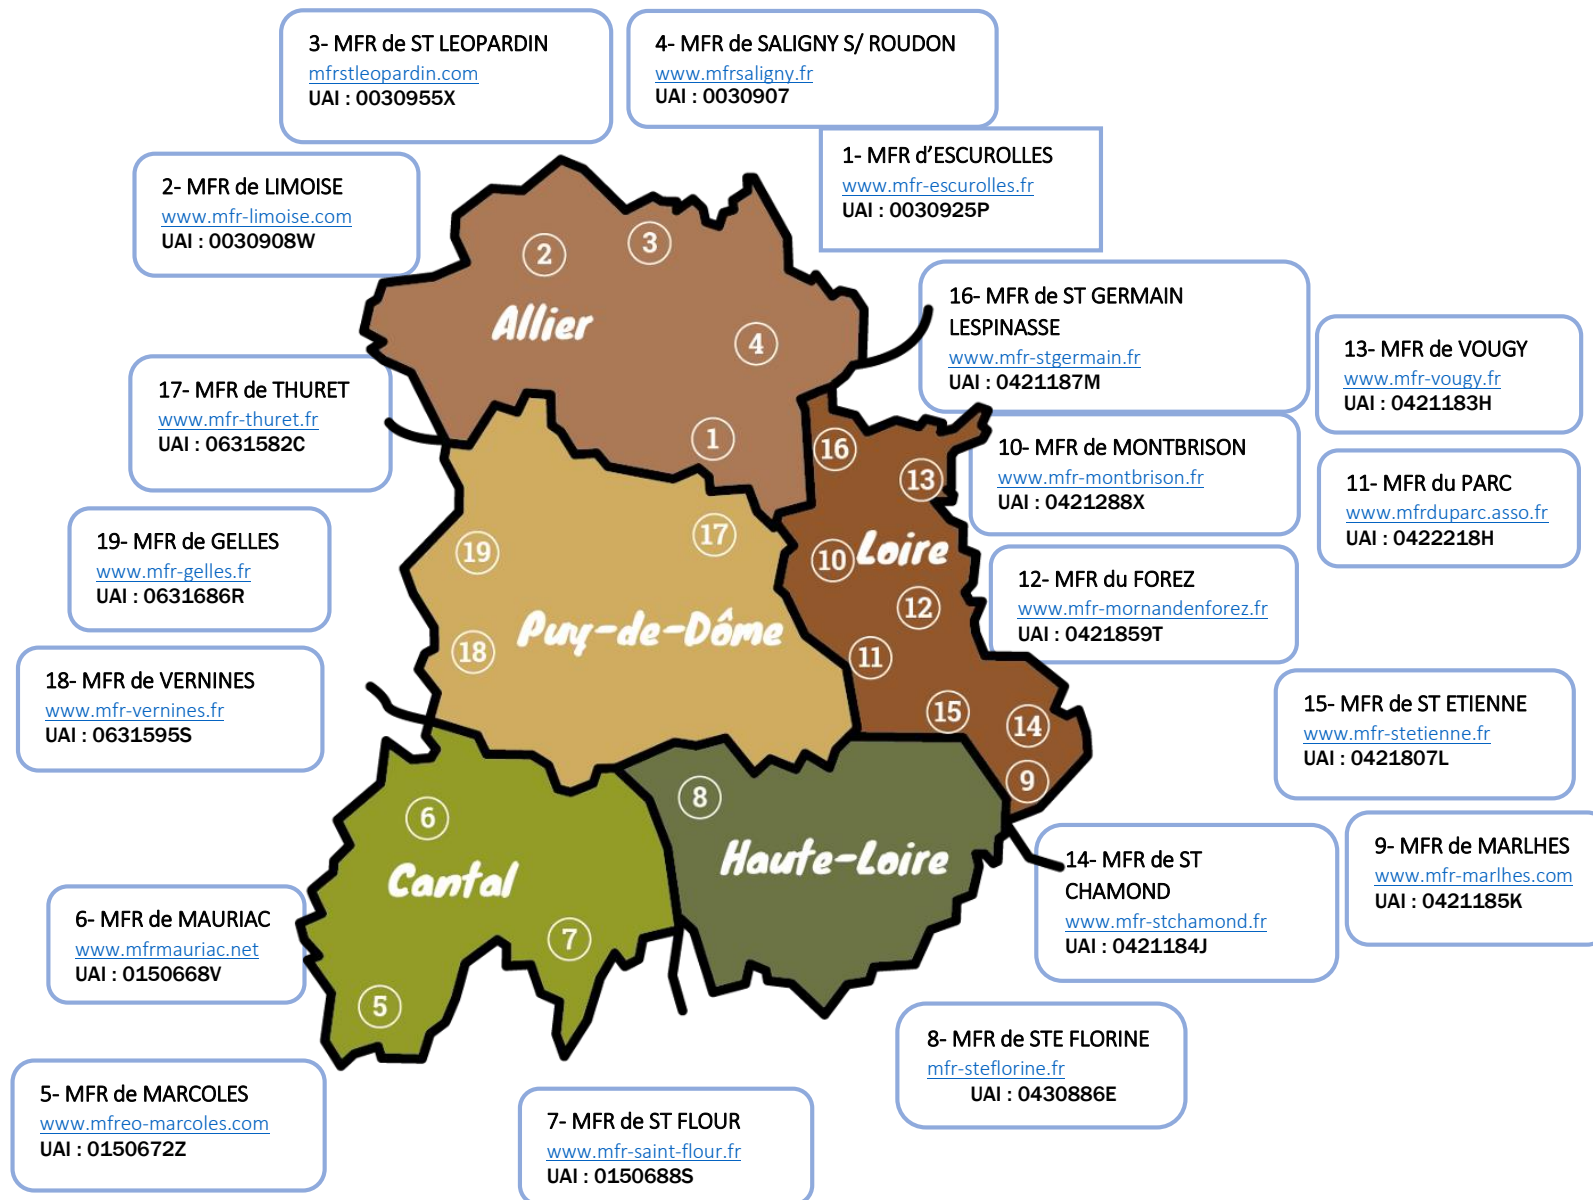 3- MFR de ST LEOPARDIN
mfrstleopardin.com
UAI : 0030955X
4- MFR de SALIGNY S/ ROUDON
www.mfrsaligny.fr
UAI : 0030907
1- MFR d’ESCUROLLES
www.mfr-escurolles.fr
UAI : 0030925P
2- MFR de LIMOISE
www.mfr-limoise.com
UAI : 0030908W
16- MFR de ST GERMAIN
LESPINASSE
www.mfr-stgermain.fr
UAI : 0421187M
13- MFR de VOUGY
www.mfr-vougy.fr
UAI : 0421183H
17- MFR de THURET
www.mfr-thuret.fr
UAI : 0631582C
10- MFR de MONTBRISON
www.mfr-montbrison.fr
UAI : 0421288X
11- MFR du PARC
www.mfrduparc.asso.fr
UAI : 0422218H
19- MFR de GELLES
www.mfr-gelles.fr
UAI : 0631686R
12- MFR du FOREZ
www.mfr-mornandenforez.fr
UAI : 0421859T
18- MFR de VERNINES
www.mfr-vernines.fr
UAI : 0631595S
15- MFR de ST ETIENNE
www.mfr-stetienne.fr
UAI : 0421807L
14- MFR de ST
CHAMOND
www.mfr-stchamond.fr
UAI : 0421184J
9- MFR de MARLHES
www.mfr-marlhes.com
UAI : 0421185K
6- MFR de MAURIAC
www.mfrmauriac.net
UAI : 0150668V
8- MFR de STE FLORINE
mfr-steflorine.fr
UAI : 0430886E
5- MFR de MARCOLES
www.mfreo-marcoles.com
UAI : 0150672Z
7- MFR de ST FLOUR
www.mfr-saint-flour.fr
UAI : 0150688S
2
3
Allier
4
1
16
13
17
19
10
Loire
12
Puy-de-Dôme
18
11
15
14
9
8
6
Haute-Loire
Cantal
7
5